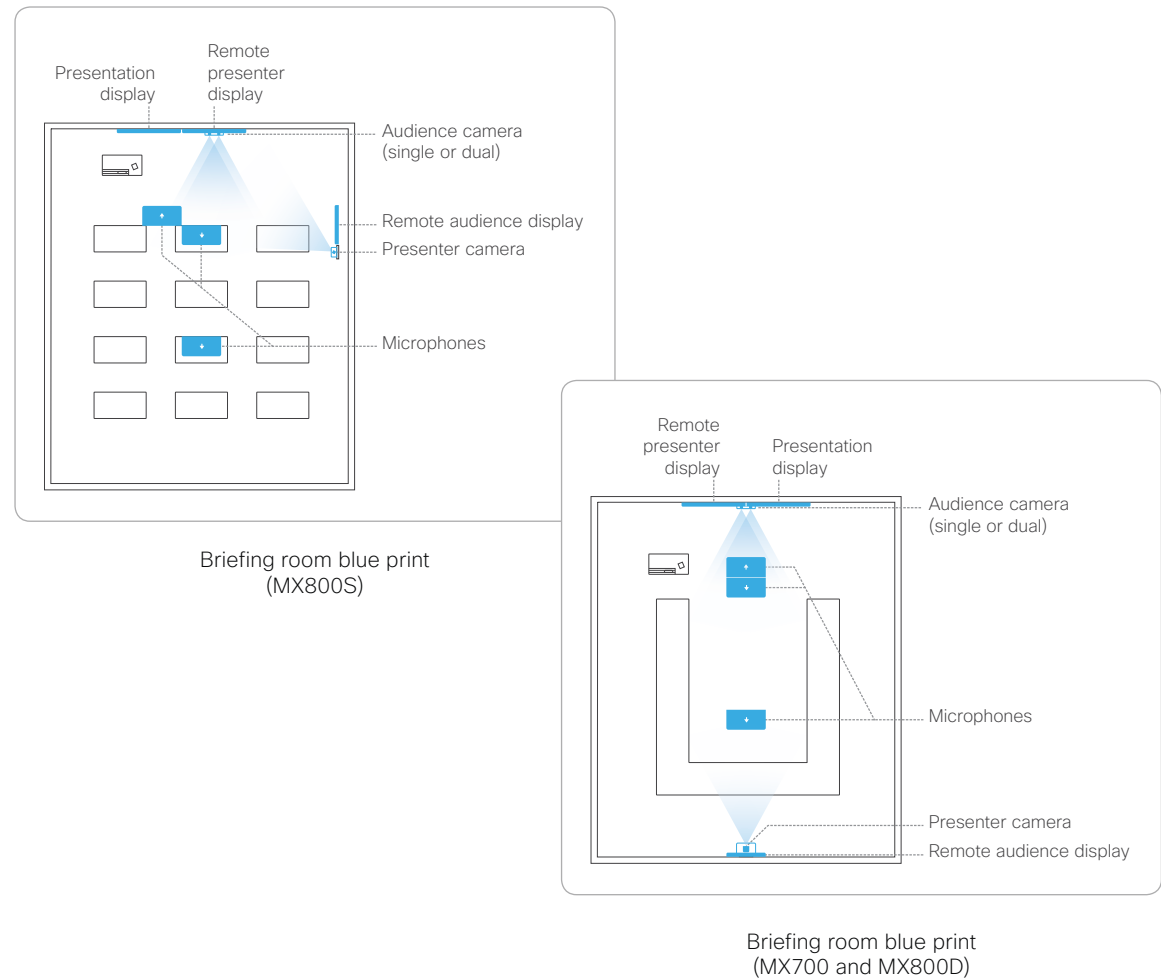 Remote
presenter
display
Presentation
display
Audience camera
(single or dual)
Remote audience display
Presenter camera
Microphones
Briefing room blue print
(MX800S)
Remote
presenter
display
Presentation
display
Audience camera
(single or dual)
Microphones
Presenter camera
Remote audience display
Briefing room blue print
(MX700 and MX800D)